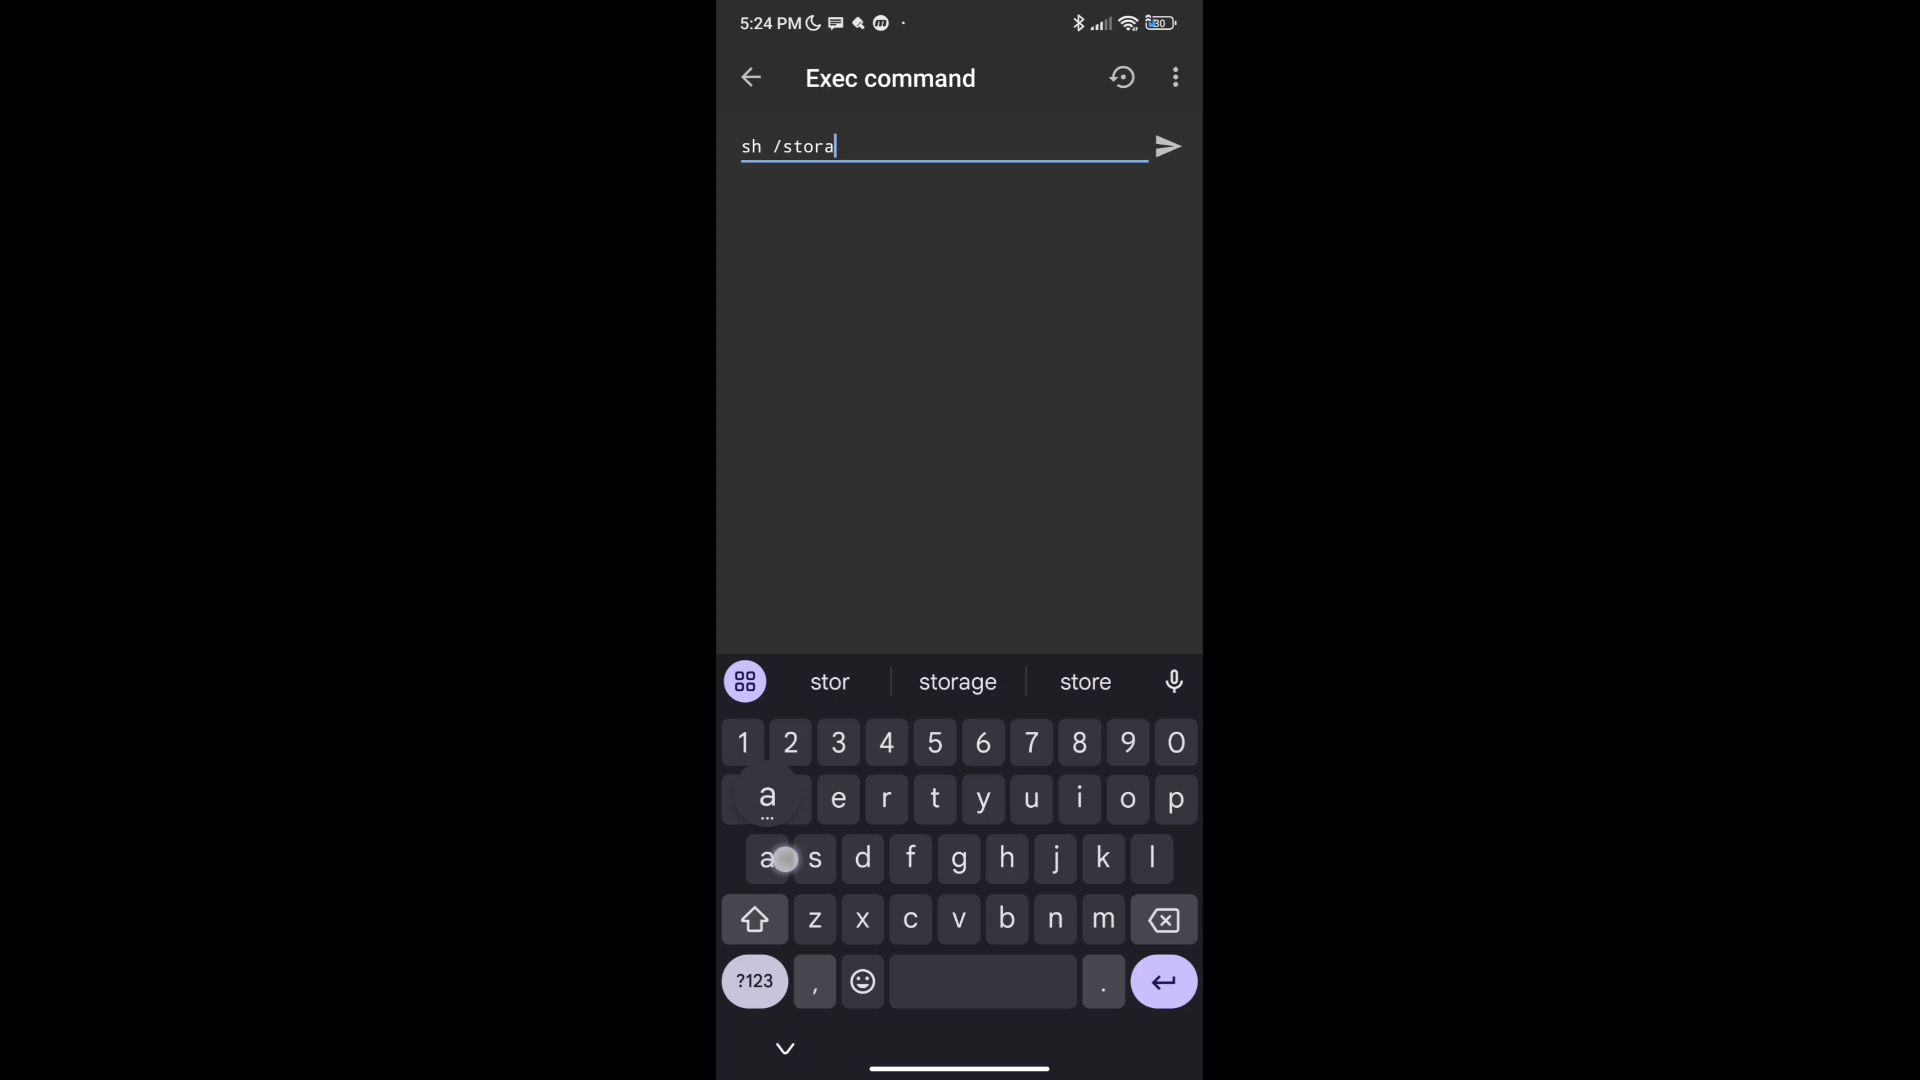 5:24 PM
30
Exec command
sh /stora
stor storage store
1 2 3 4 5 6 7 8 9 0
a e r t y u i o p
a s d f g h j k l
z x c v b n m
?123 , .